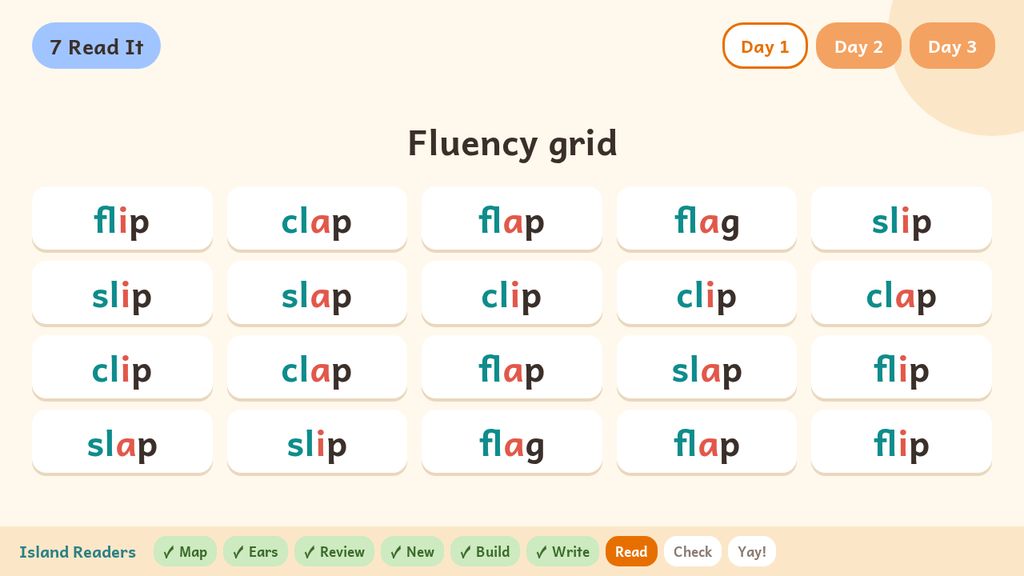 7 Read It
Day 1 Day 2 Day 3
Fluency grid
flip clap flap flag slip
slip slap clip clip clap
clip clap flap slap flip
slap slip flag flap flip
Island Readers ✓ Map ✓ Ears ✓ Review ✓ New ✓ Build ✓ Write Read Check Yay!